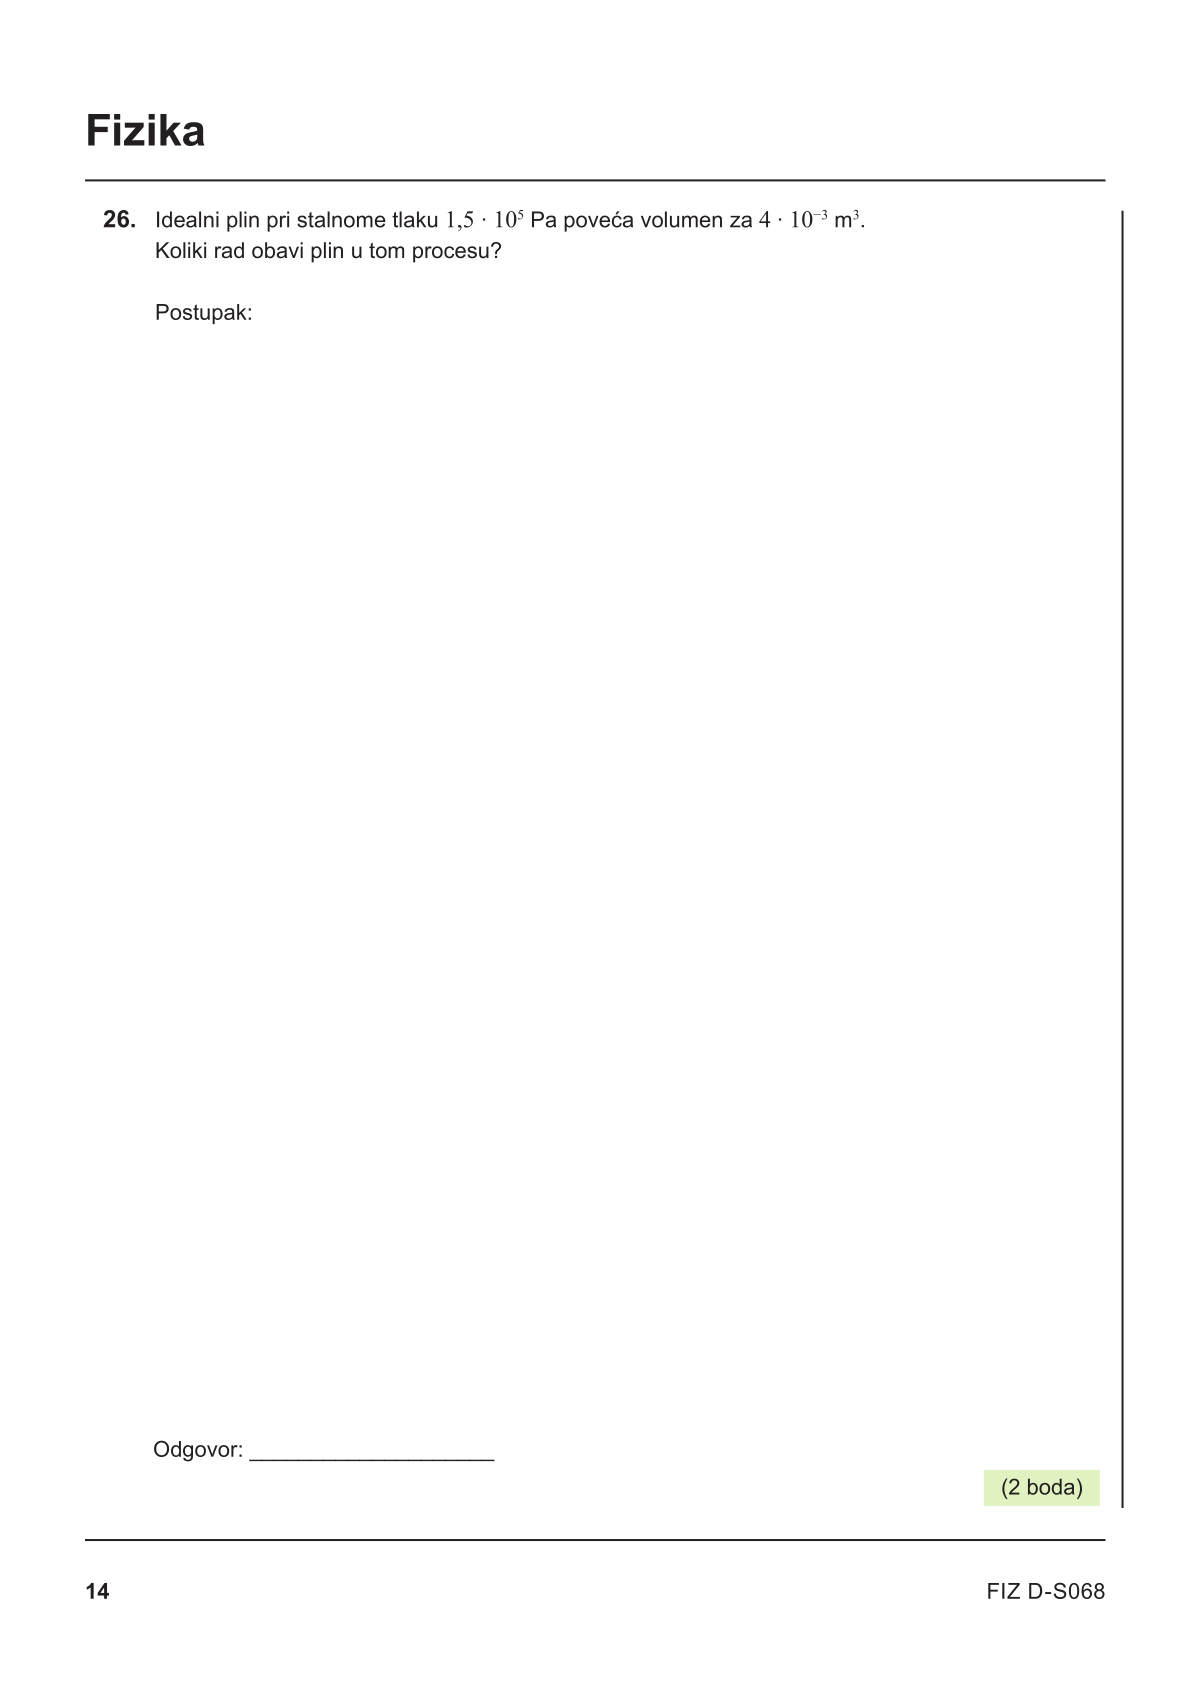 Fizika
26. Idealni plin pri stalnome tlaku 1,5 · 10⁵ Pa poveća volumen za 4 · 10⁻³ m³.
Koliki rad obavi plin u tom procesu?
Postupak:
Odgovor: ____________________
(2 boda)
14 FIZ D-S068